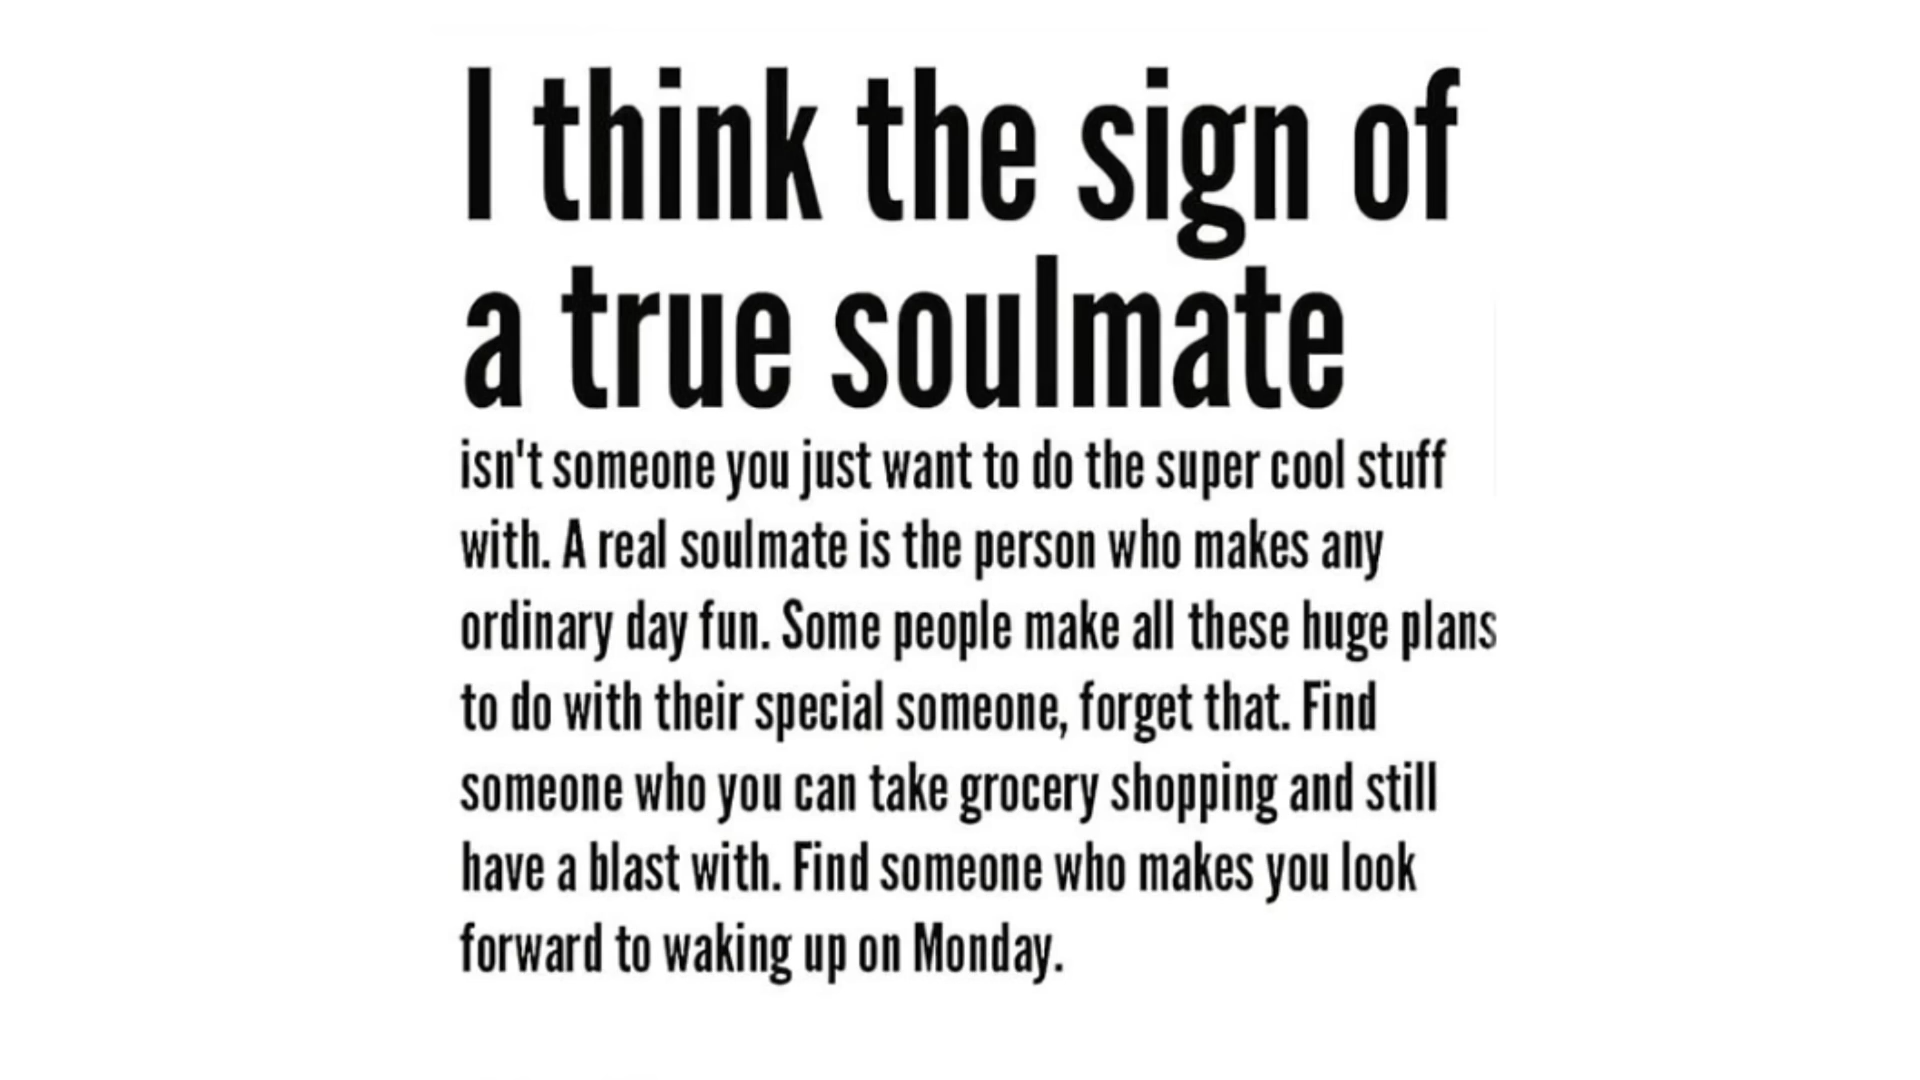 I think the sign of
a true soulmate
isn't someone you just want to do the super cool stuff
with. A real soulmate is the person who makes any
ordinary day fun. Some people make all these huge plans
to do with their special someone, forget that. Find
someone who you can take grocery shopping and still
have a blast with. Find someone who makes you look
forward to waking up on Monday.